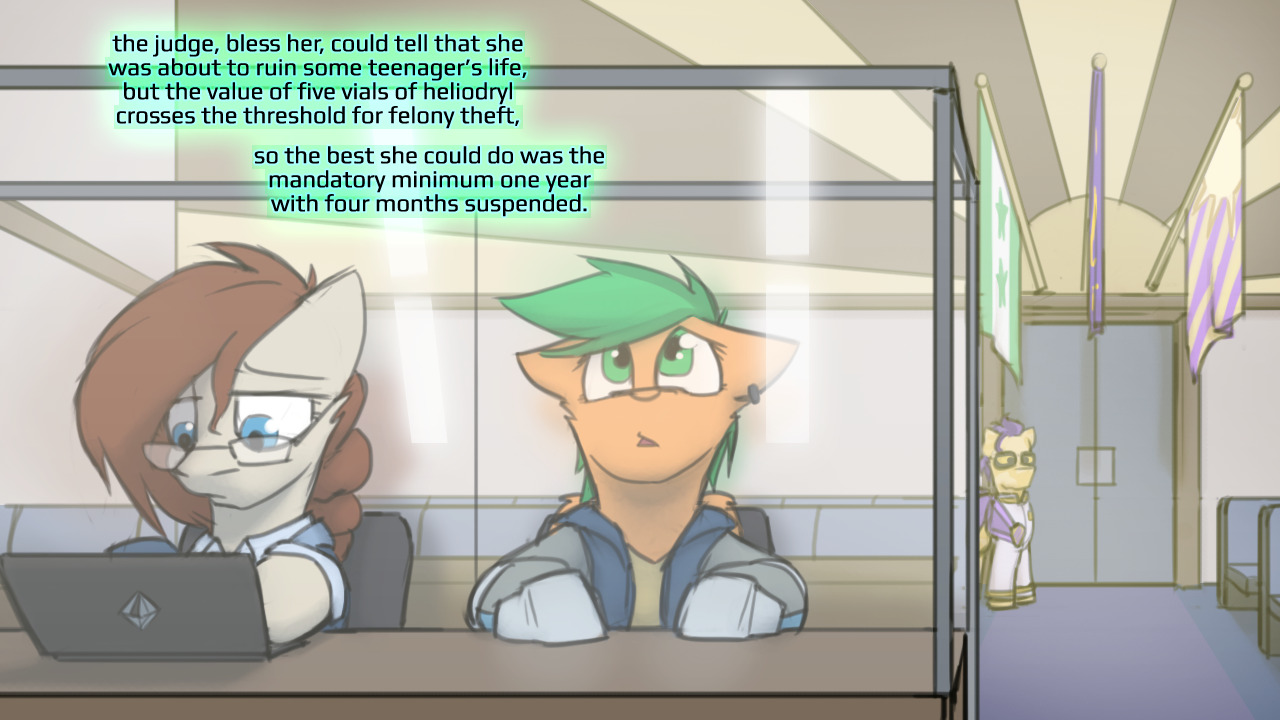 the judge, bless her, could tell that she
was about to ruin some teenager’s life,
but the value of five vials of heliodryl
crosses the threshold for felony theft,
so the best she could do was the
mandatory minimum one year
with four months suspended.